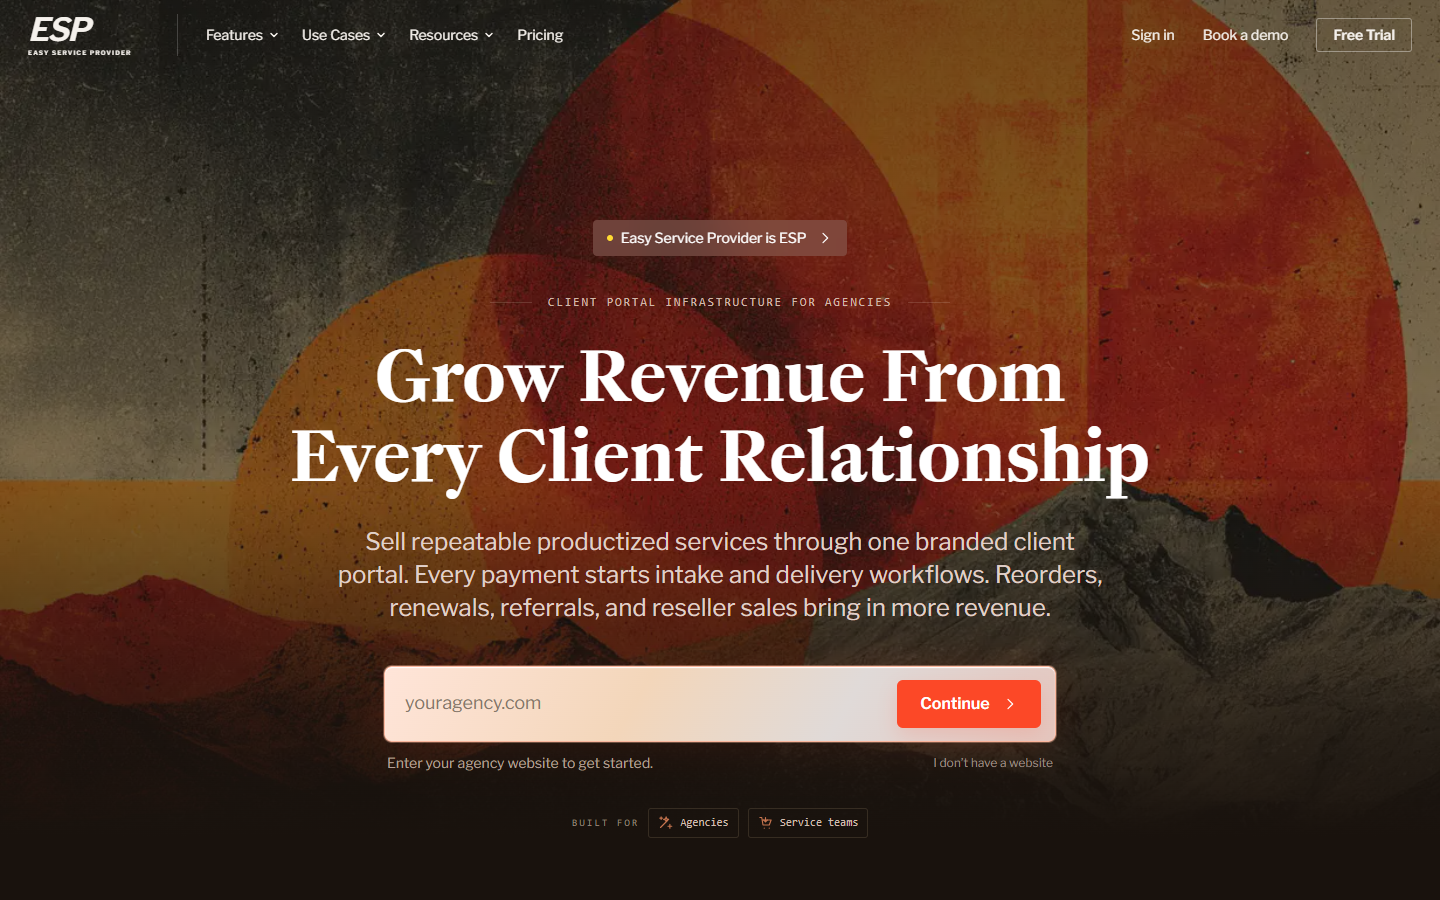 ESP
EASY SERVICE PROVIDER
Features
Use Cases
Resources
Pricing
Sign in
Book a demo
Free Trial
Easy Service Provider is ESP
CLIENT PORTAL INFRASTRUCTURE FOR AGENCIES
Grow Revenue From
Every Client Relationship
Sell repeatable productized services through one branded client
portal. Every payment starts intake and delivery workflows. Reorders,
renewals, referrals, and reseller sales bring in more revenue.
youragency.com
Continue
Enter your agency website to get started.
I don't have a website
BUILT FOR
Agencies
Service teams